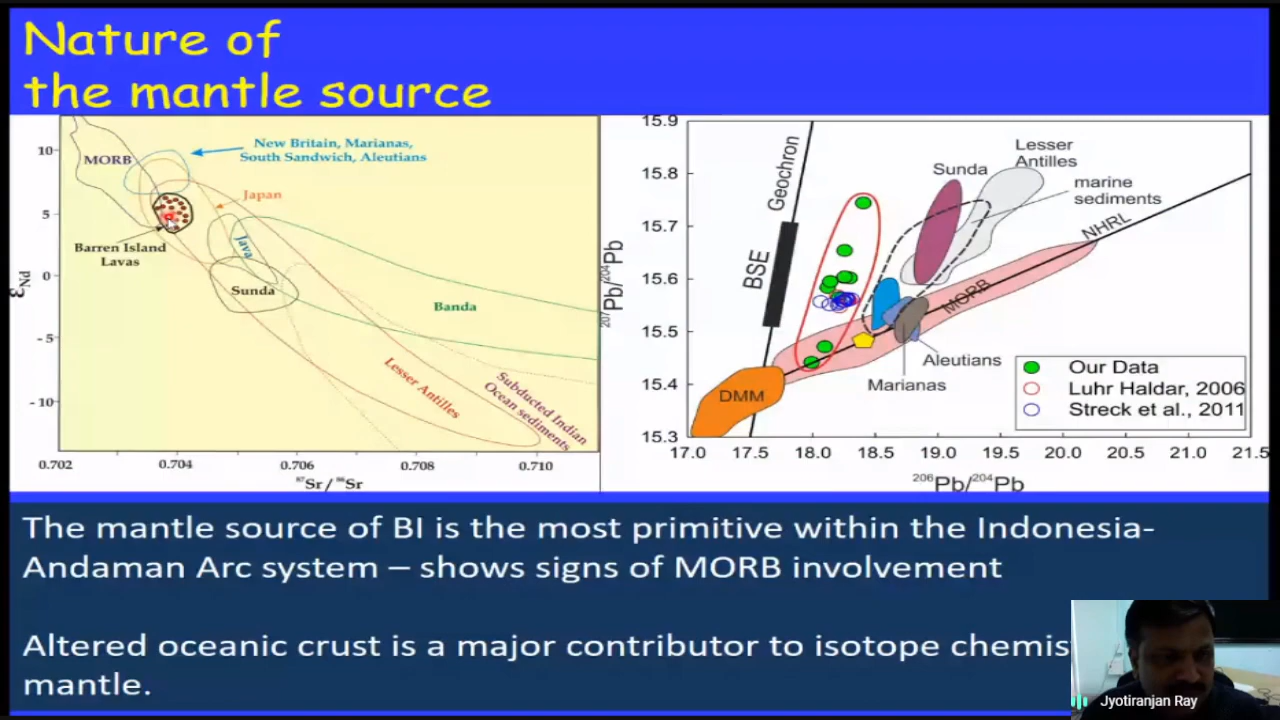 Nature of
the mantle source
10
5
0
-5
-10
εNd
MORB
New Britain, Marianas,
South Sandwich, Aleutians
Japan
Barren Island
Lavas
Java
Sunda
Banda
Lesser Antilles
Subducted Indian
Ocean sediments
0.702
0.704
0.706
0.708
0.710
87Sr/86Sr
15.9
15.8
15.7
15.6
15.5
15.4
15.3
207Pb/204Pb
Geochron
BSE
DMM
Sunda
Lesser
Antilles
marine
sediments
NHRL
MORB
Aleutians
Marianas
Our Data
Luhr Haldar, 2006
Streck et al., 2011
17.0 18.0 18.5 19.0 19.5 20.0 20.5 21.0 21.5
206Pb/204Pb
The mantle source of BI is the most primitive within the Indonesia-
Andaman Arc system – shows signs of MORB involvement
Altered oceanic crust is a major contributor to isotope chemis
mantle.
Jyotiranjan Ray